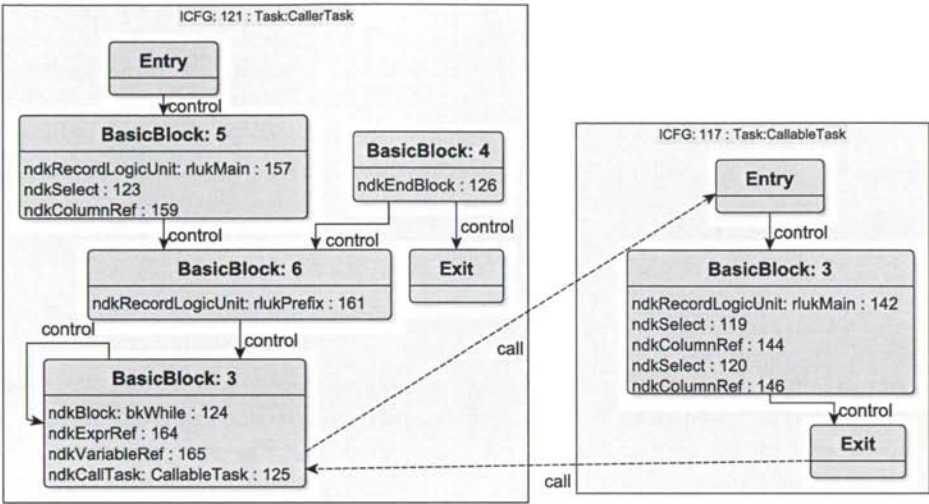 ICFG: 121 : Task:CallerTask
Entry
control
BasicBlock: 5
ndkRecordLogicUnit: rlukMain : 157
ndkSelect : 123
ndkColumnRef : 159
BasicBlock: 4
ndkEndBlock : 126
control
control
control
BasicBlock: 6
ndkRecordLogicUnit: rlukPrefix : 161
Exit
control
control
BasicBlock: 3
ndkBlock: bkWhile : 124
ndkExprRef : 164
ndkVariableRef : 165
ndkCallTask: CallableTask : 125
call
call
ICFG: 117 : Task:CallableTask
Entry
control
BasicBlock: 3
ndkRecordLogicUnit: rlukMain : 142
ndkSelect : 119
ndkColumnRef : 144
ndkSelect : 120
ndkColumnRef : 146
control
Exit